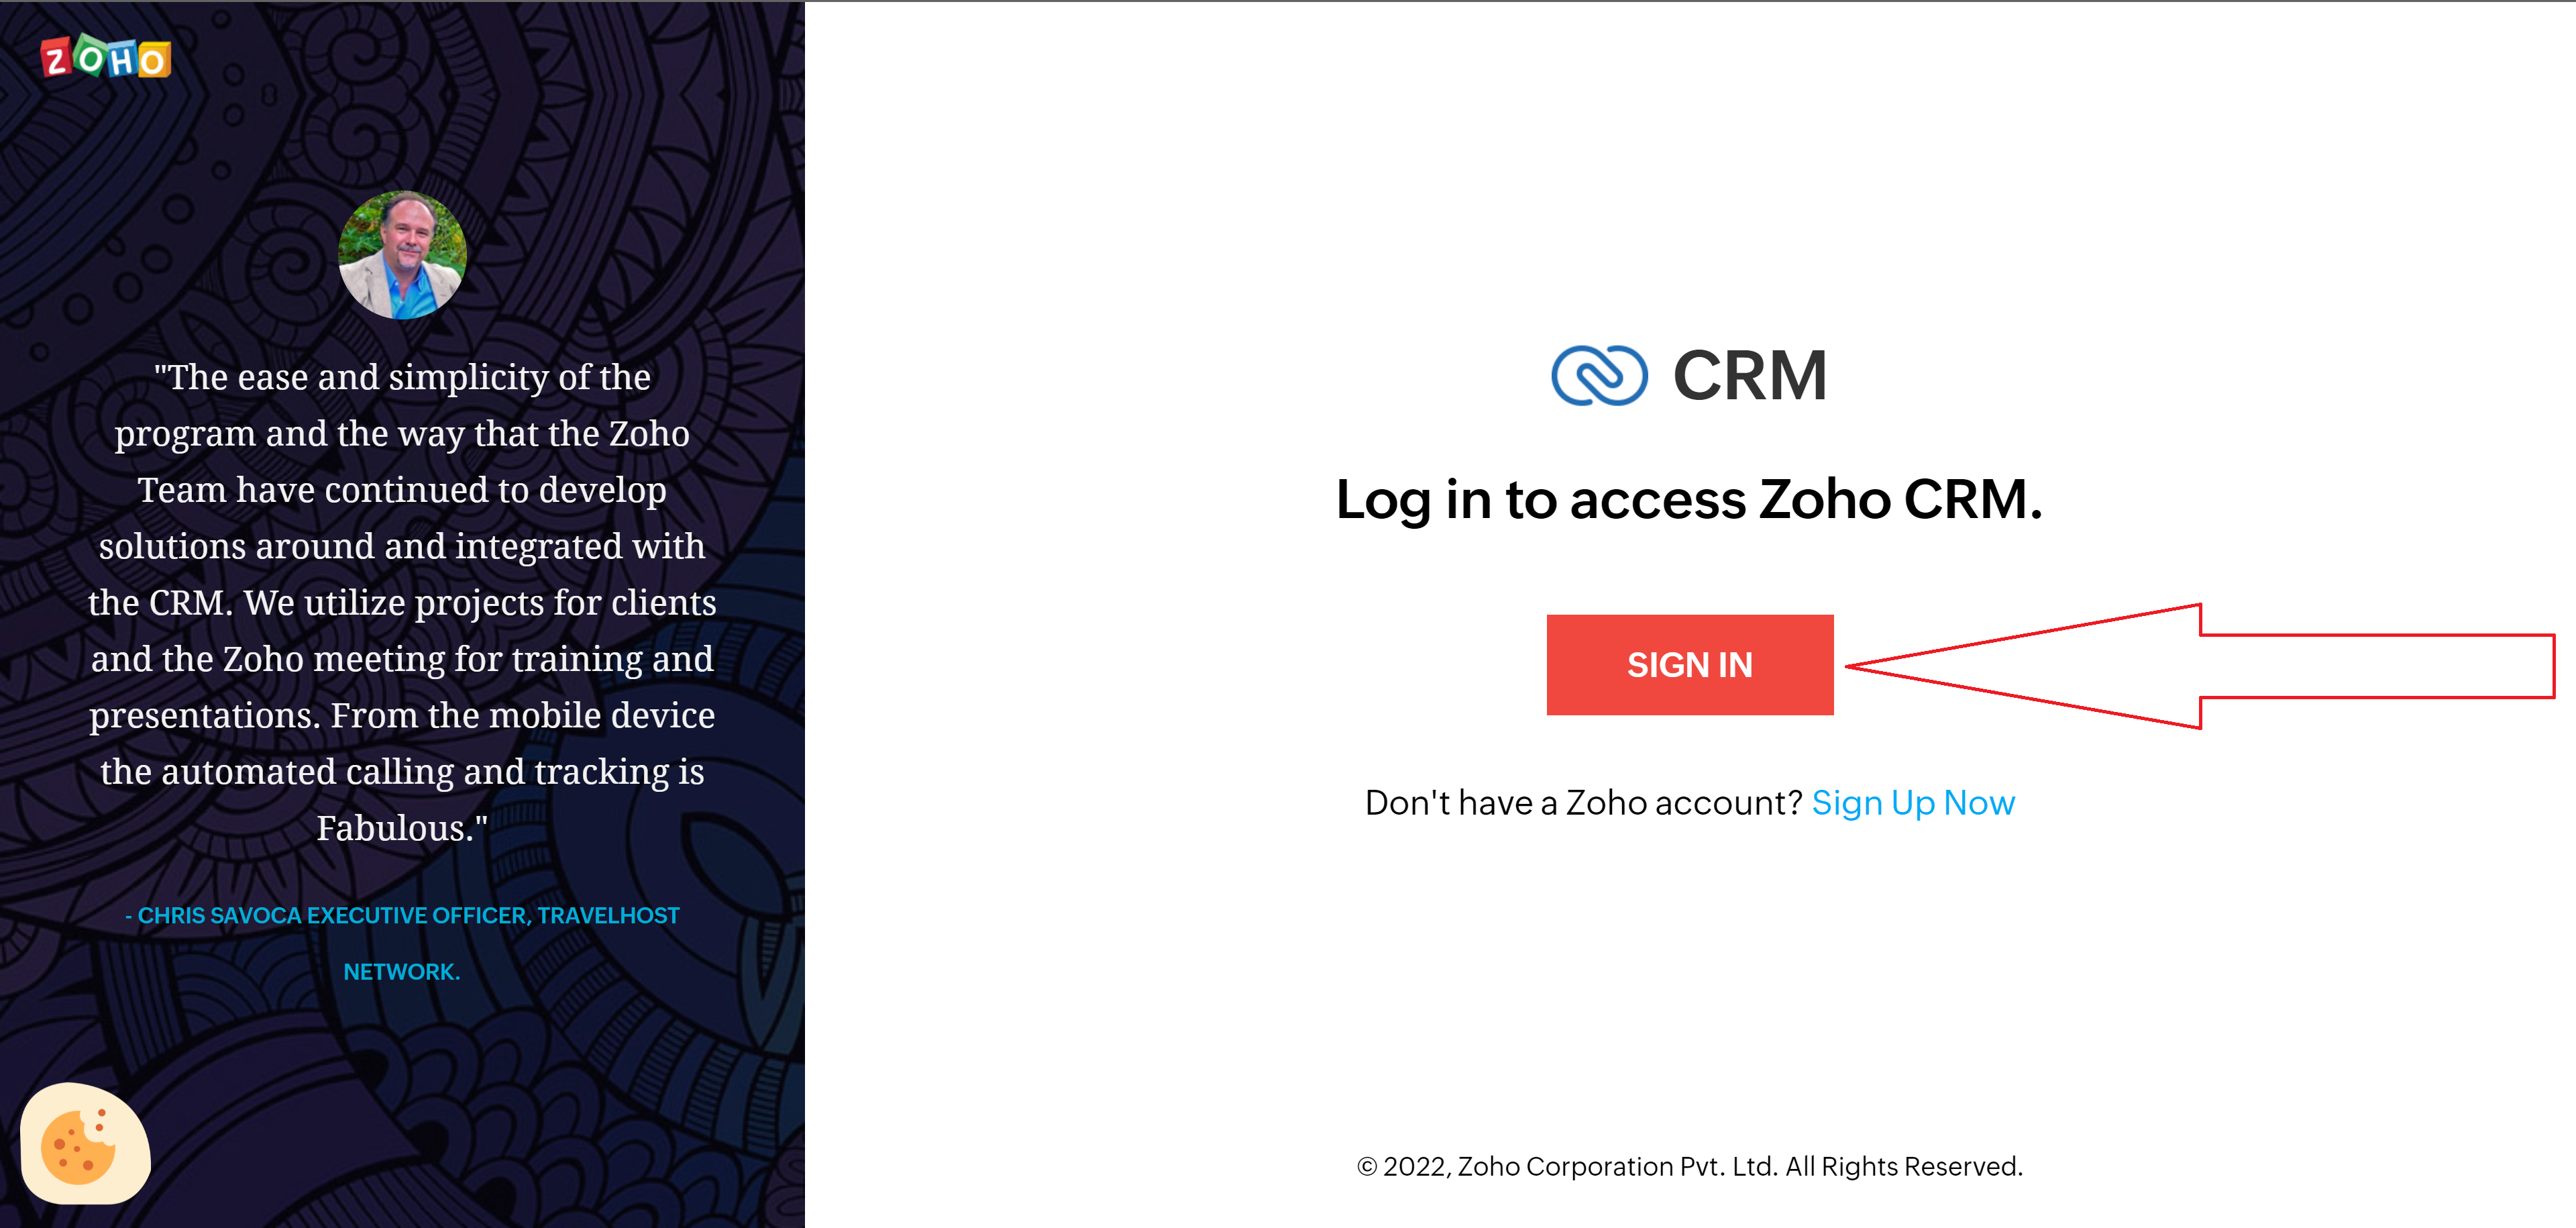 ZOHO
"The ease and simplicity of the
program and the way that the Zoho
Team have continued to develop
solutions around and integrated with
the CRM. We utilize projects for clients
and the Zoho meeting for training and
presentations. From the mobile device
the automated calling and tracking is
Fabulous."
- CHRIS SAVOCA EXECUTIVE OFFICER, TRAVELHOST
NETWORK.
CRM
Log in to access Zoho CRM.
SIGN IN
Don't have a Zoho account? Sign Up Now
© 2022, Zoho Corporation Pvt. Ltd. All Rights Reserved.